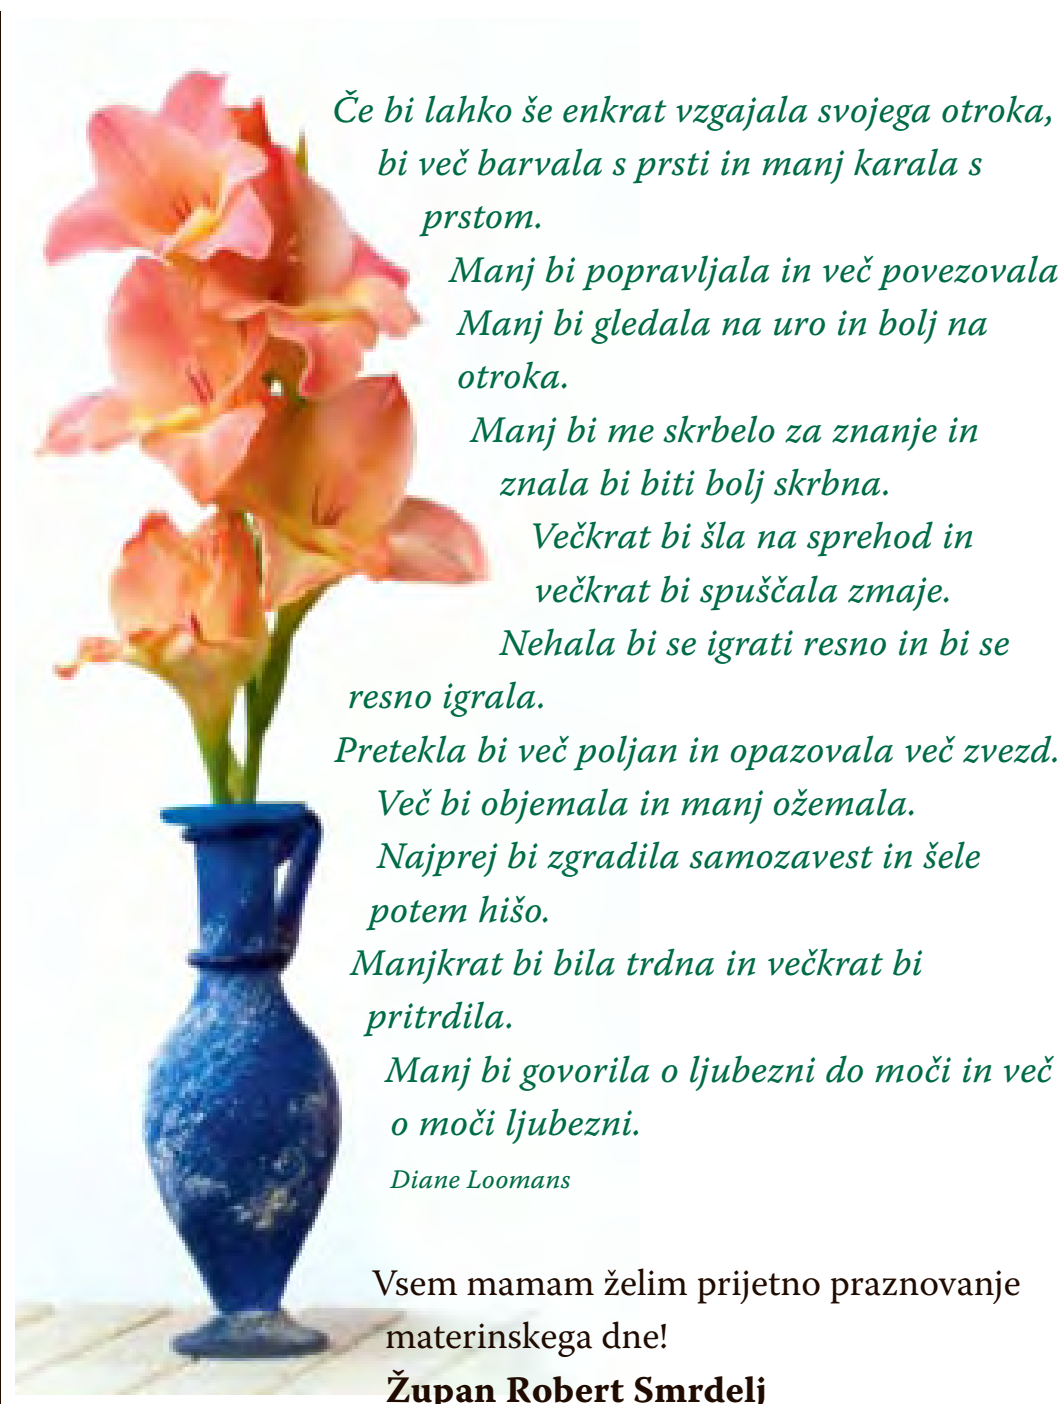 Če bi lahko še enkrat vzgajala svojega otroka,
bi več barvala s prsti in manj karala s
prstom.
Manj bi popravljala in več povezovala
Manj bi gledala na uro in bolj na
otroka.
Manj bi me skrbelo za znanje in
znala bi biti bolj skrbna.
Večkrat bi šla na sprehod in
večkrat bi spuščala zmaje.
Nehala bi se igrati resno in bi se
resno igrala.
Pretekla bi več poljan in opazovala več zvezd.
Več bi objemala in manj ožemala.
Najprej bi zgradila samozavest in šele
potem hišo.
Manjkrat bi bila trdna in večkrat bi
pritrdila.
Manj bi govorila o ljubezni do moči in več
o moči ljubezni.
Diane Loomans
Vsem mamam želim prijetno praznovanje
materinskega dne!
Župan Robert Smrdelj